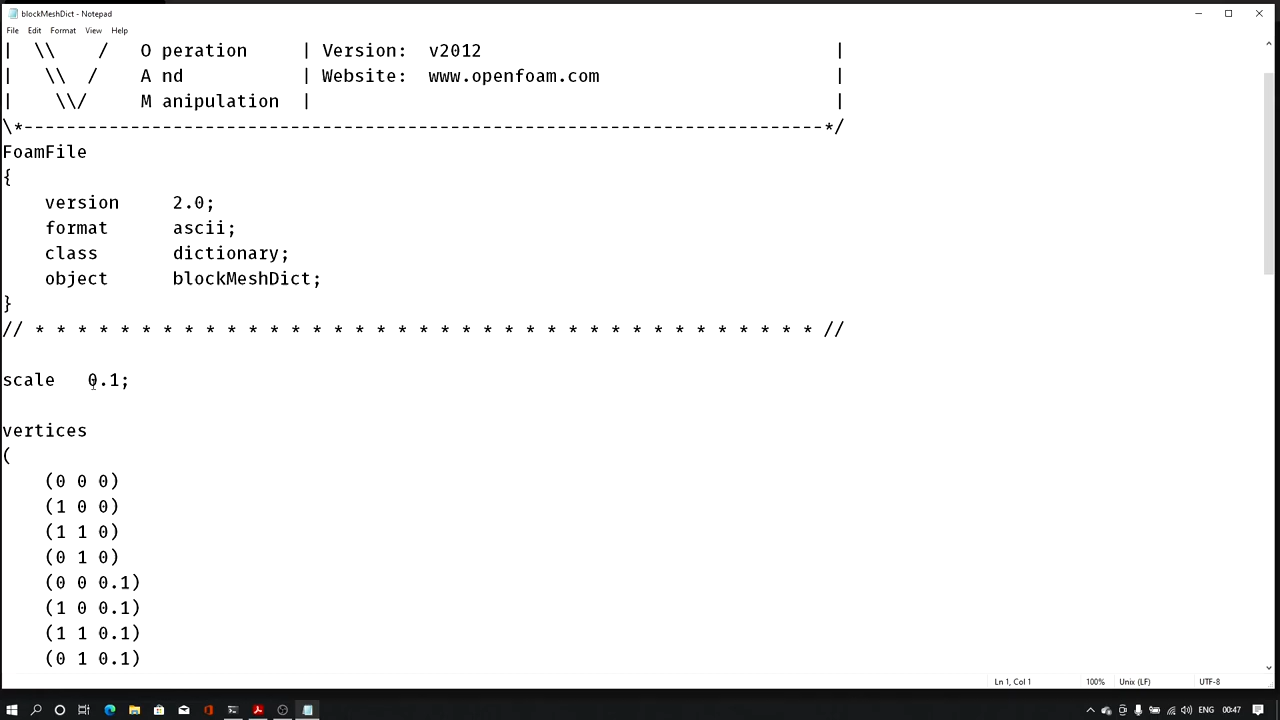 blockMeshDict - Notepad
File Edit Format View Help
| \\ / O peration | Version: v2012 |
| \\ / A nd | Website: www.openfoam.com |
| \\/ M anipulation | |
\*---------------------------------------------------------------------------*/
FoamFile
{
version 2.0;
format ascii;
class dictionary;
object blockMeshDict;
}
// * * * * * * * * * * * * * * * * * * * * * * * * * * * * * * * * * * * * * //
scale 0.1;
vertices
(
(0 0 0)
(1 0 0)
(1 1 0)
(0 1 0)
(0 0 0.1)
(1 0 0.1)
(1 1 0.1)
(0 1 0.1)
Ln 1, Col 1 100% Unix (LF) UTF-8
ENG 00:47